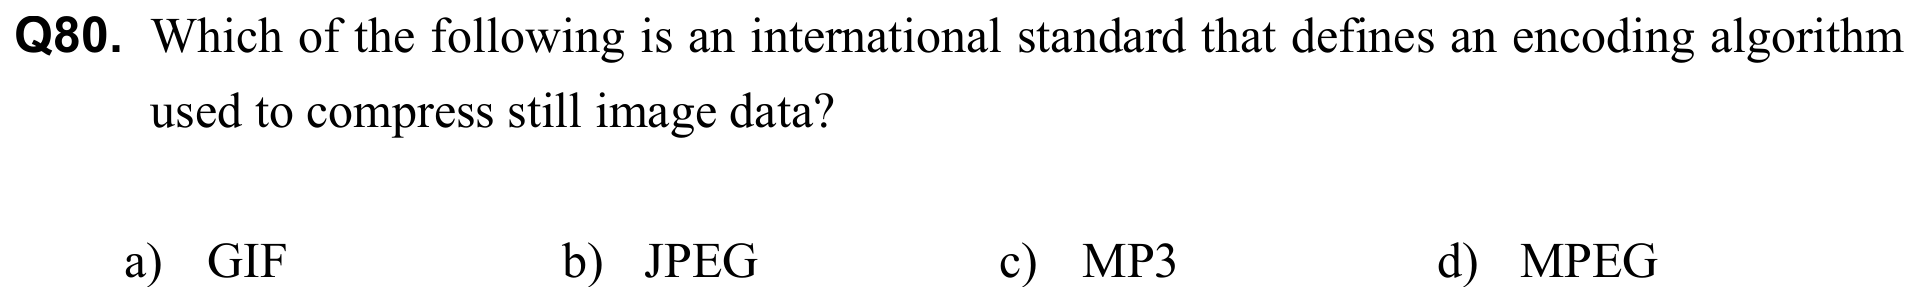 Q80. Which of the following is an international standard that defines an encoding algorithm
used to compress still image data?
a) GIF b) JPEG c) MP3 d) MPEG